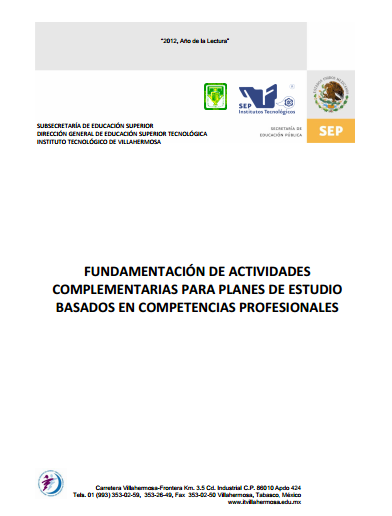 "2012, Año de la Lectura"
SEP
Institutos Tecnológicos
SECRETARÍA DE
EDUCACIÓN PÚBLICA
SEP
SUBSECRETARÍA DE EDUCACIÓN SUPERIOR
DIRECCIÓN GENERAL DE EDUCACIÓN SUPERIOR TECNOLÓGICA
INSTITUTO TECNOLÓGICO DE VILLAHERMOSA
FUNDAMENTACIÓN DE ACTIVIDADES
COMPLEMENTARIAS PARA PLANES DE ESTUDIO
BASADOS EN COMPETENCIAS PROFESIONALES
Carretera Villahermosa-Frontera Km. 3.5 Cd. Industrial C.P. 86010 Apdo 424
Tels. 01 (993) 353-02-59, 353-26-49, Fax 353-02-50 Villahermosa, Tabasco, México
www.itvillahermosa.edu.mx